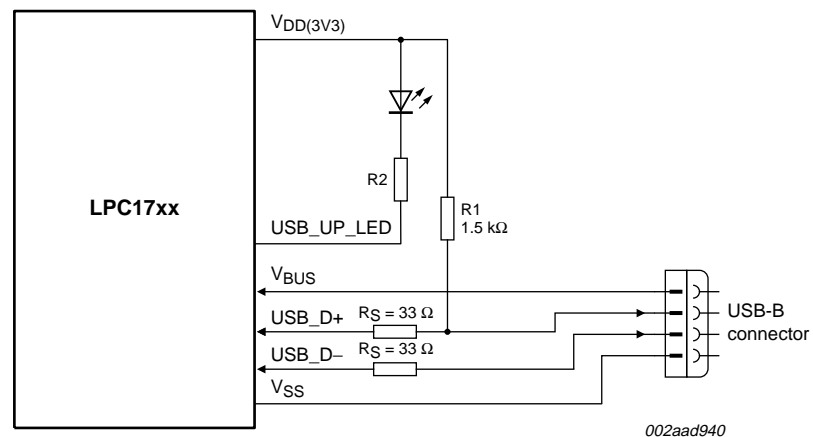 VDD(3V3)
LPC17xx
R2
R1
1.5 kΩ
USB_UP_LED
VBUS
USB_D+
RS = 33 Ω
USB-B
connector
USB_D−
RS = 33 Ω
VSS
002aad940